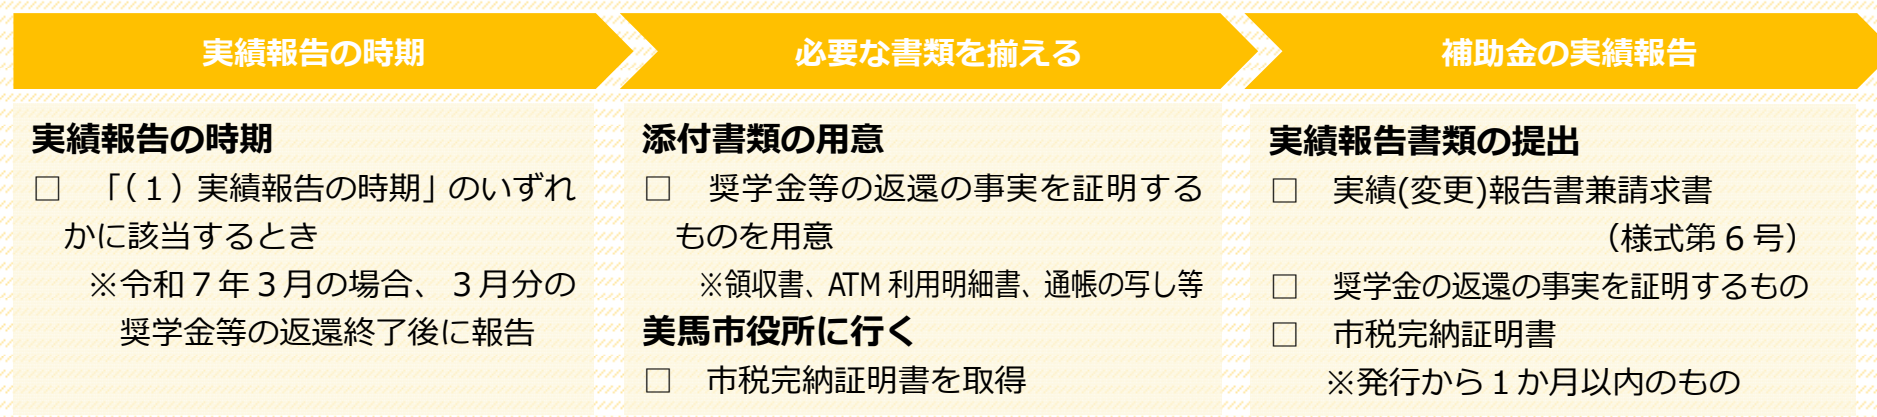 実績報告の時期
必要な書類を揃える
補助金の実績報告
実績報告の時期
□ 「(1)実績報告の時期」のいずれ
かに該当するとき
※令和7年3月の場合、3月分の
奨学金等の返還終了後に報告
添付書類の用意
□ 奨学金等の返還の事実を証明する
ものを用意
※領収書、ATM利用明細書、通帳の写し等
美馬市役所に行く
□ 市税完納証明書を取得
実績報告書類の提出
□ 実績(変更)報告書兼請求書
(様式第6号)
□ 奨学金の返還の事実を証明するもの
□ 市税完納証明書
※発行から1か月以内のもの